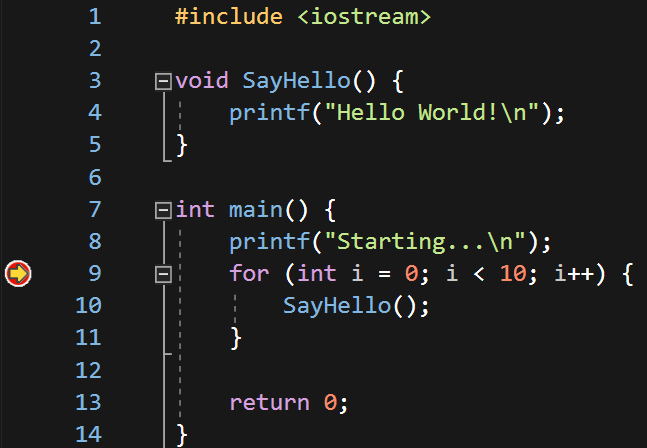 1 #include <iostream>
2
3 void SayHello() {
4     printf("Hello World!\n");
5 }
6
7 int main() {
8     printf("Starting...\n");
9     for (int i = 0; i < 10; i++) {
10         SayHello();
11     }
12
13     return 0;
14 }